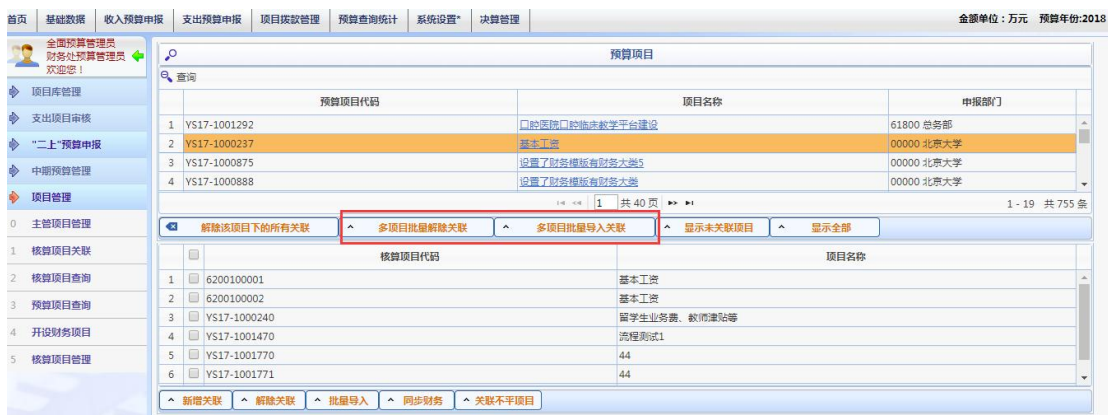 首页 基础数据 收入预算申报 支出预算申报 项目拨款管理 预算查询统计 系统设置* 决算管理 金额单位：万元 预算年份:2018
全面预算管理员
财务处预算管理员
欢迎您！
项目库管理
支出项目审核
"二上"预算申报
中期预算管理
项目管理
0 主管项目管理
1 核算项目关联
2 核算项目查询
3 预算项目查询
4 开设财务项目
5 核算项目管理
预算项目
查询
预算项目代码 项目名称 申报部门
1 YS17-1001292 口腔医院口腔临床教学平台建设 61800 总务部
2 YS17-1000237 基本工资 00000 北京大学
3 YS17-1000875 设置了财务模版有财务大类5 00000 北京大学
4 YS17-1000888 设置了财务模版有财务大类 00000 北京大学
1 共 40 页 1 - 19 共 755 条
解除该项目下的所有关联 多项目批量解除关联 多项目批量导入关联 显示未关联项目 显示全部
核算项目代码 项目名称
1 6200100001 基本工资
2 6200100002 基本工资
3 YS17-1000240 留学生业务费、教师津贴等
4 YS17-1001470 流程测试1
5 YS17-1001770 44
6 YS17-1001771 44
新增关联 解除关联 批量导入 同步财务 关联不平项目